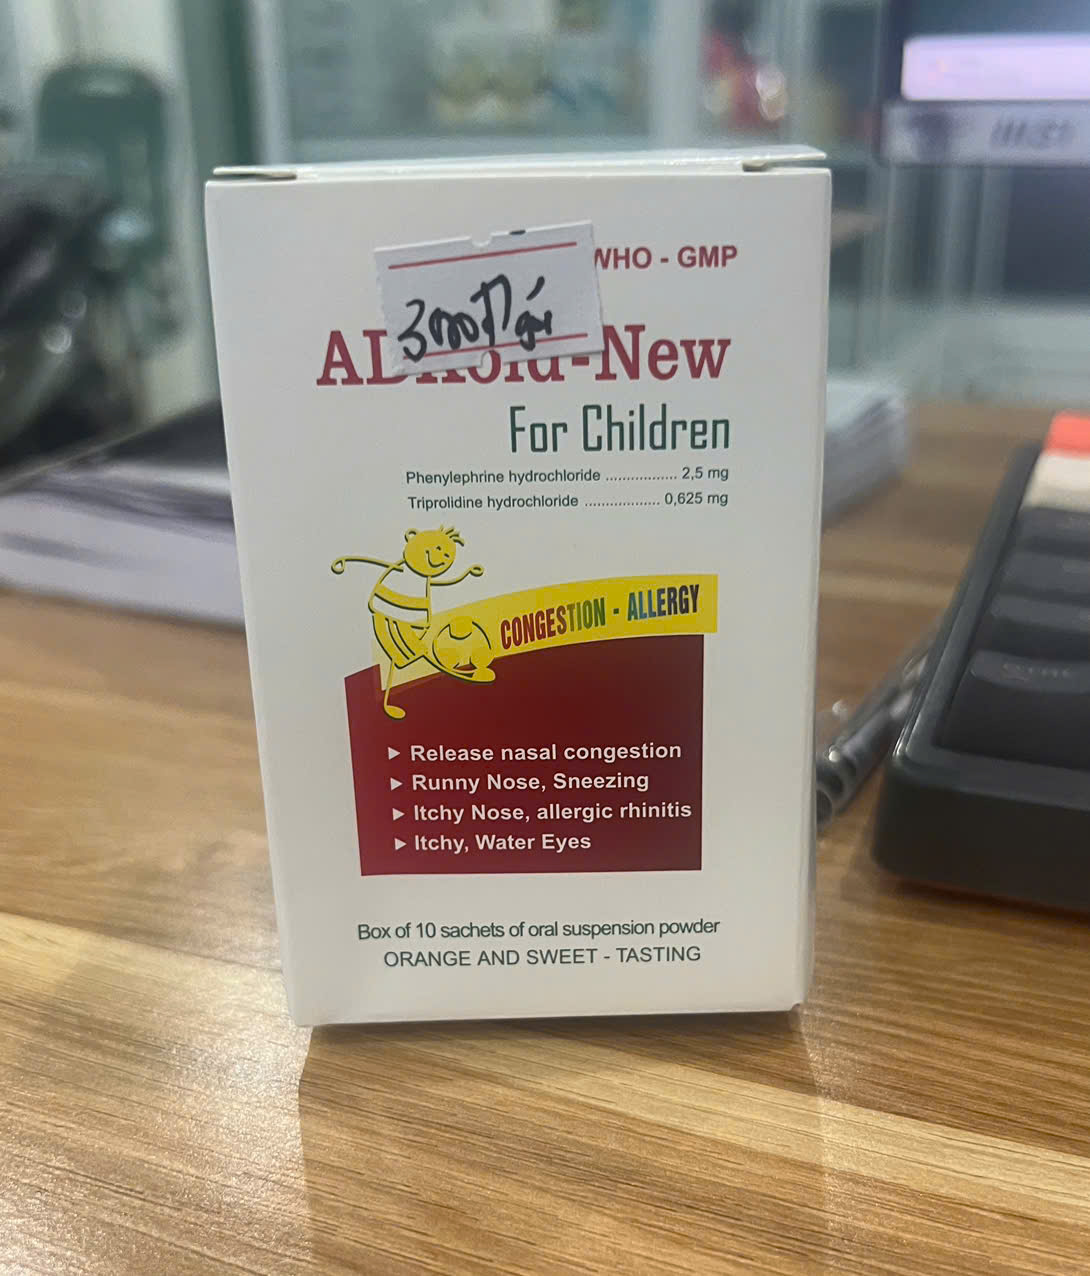 WHO - GMP
New
For Children
Phenylephrine hydrochloride ................. 2,5 mg
Triprolidine hydrochloride .................. 0,625 mg
CONGESTION - ALLERGY
Release nasal congestion
Runny Nose, Sneezing
Itchy Nose, allergic rhinitis
Itchy, Water Eyes
Box of 10 sachets of oral suspension powder
ORANGE AND SWEET - TASTING